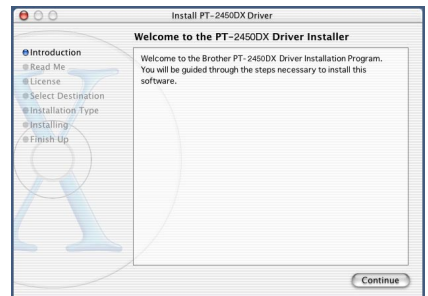 Install PT-2450DX Driver
Welcome to the PT-2450DX Driver Installer
Introduction
Read Me
License
Select Destination
Installation Type
Installing
Finish Up
Welcome to the Brother PT-2450DX Driver Installation Program.
You will be guided through the steps necessary to install this
software.
Continue